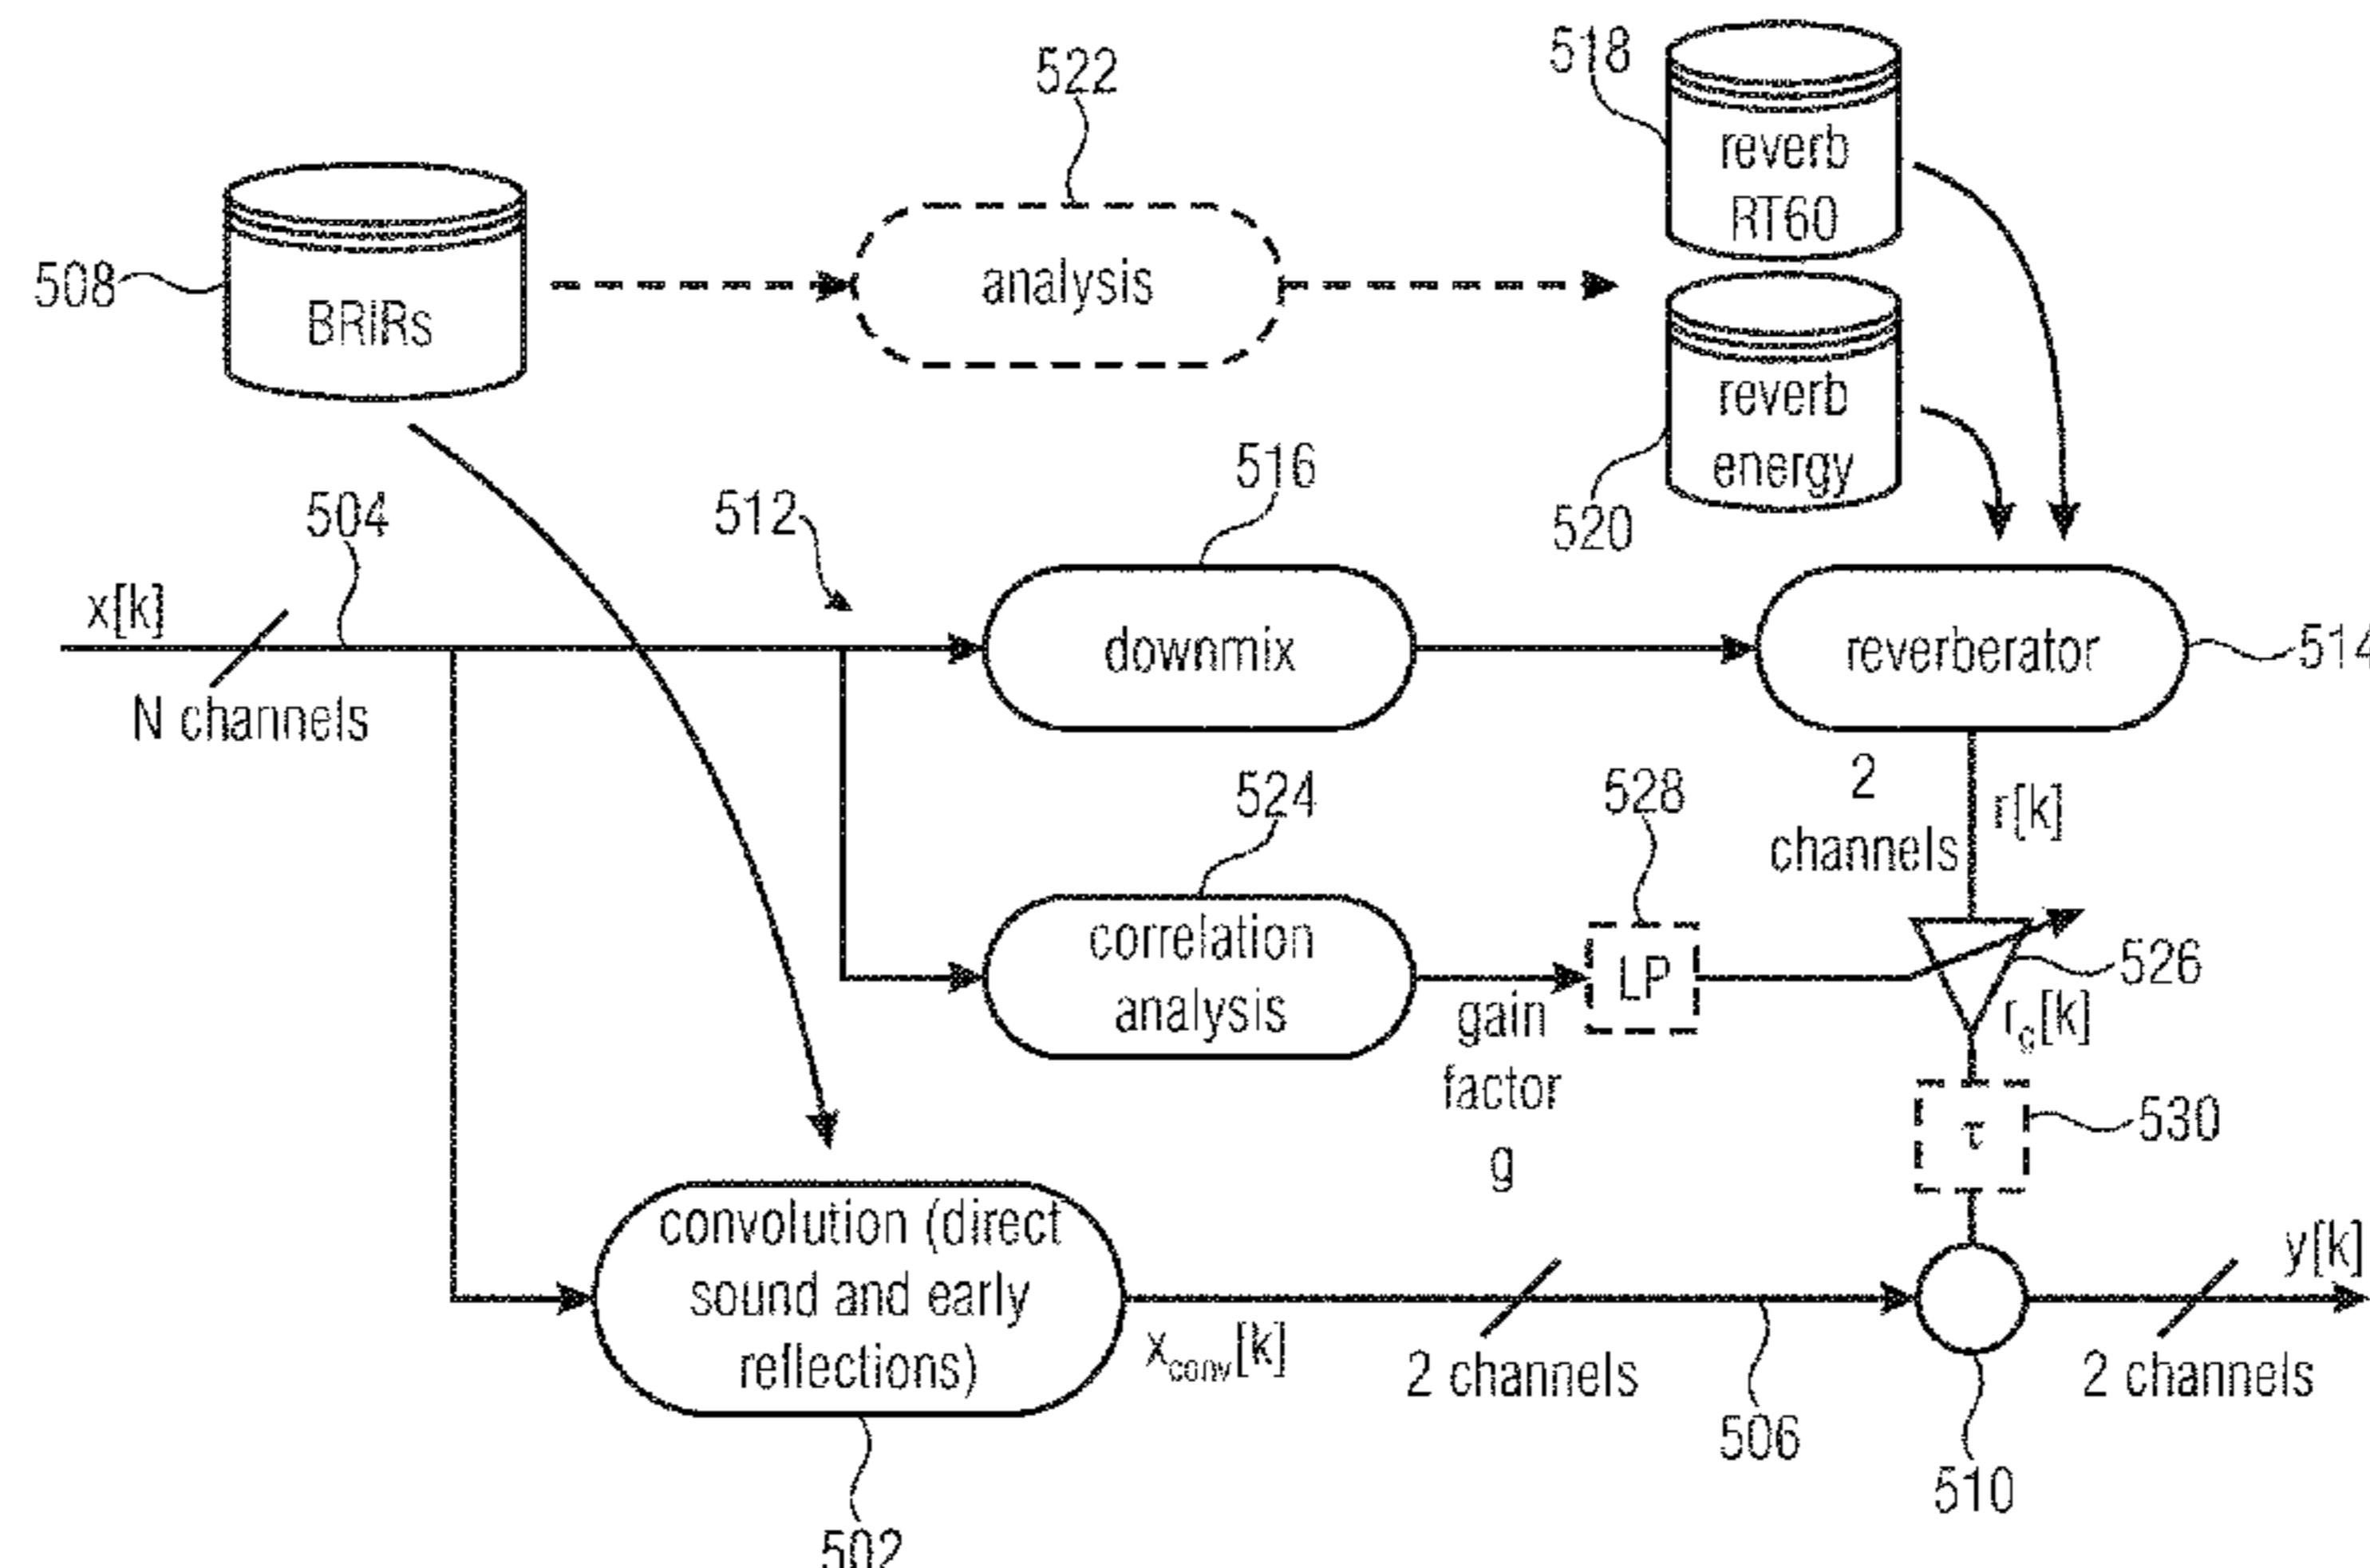 518
522
reverb
RT60
508
BRIRs
analysis
reverb
energy
516
512
504
520
x[k]
N channels
downmix
reverberator
514
2
channels
r[k]
524
528
correlation
analysis
LP
526
gain
factor
g
r_g[k]
τ
530
convolution (direct
sound and early
reflections)
x_conv[k]
2 channels
y[k]
2 channels
506
510
502